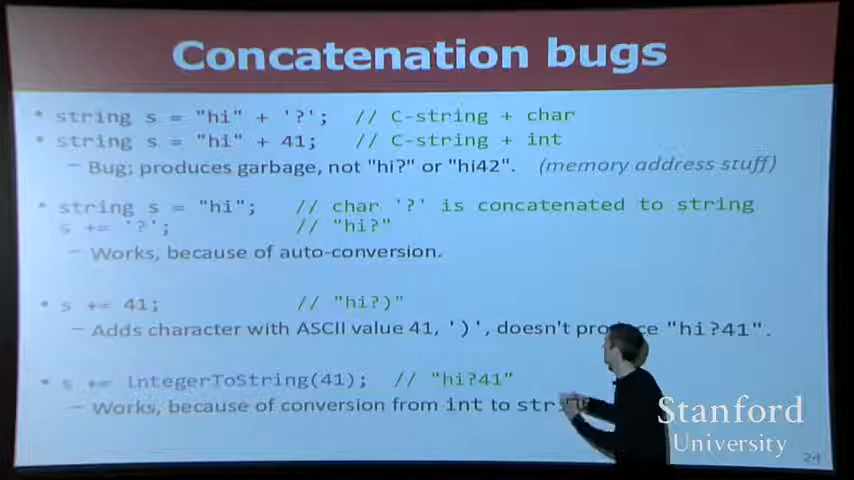 Concatenation bugs
• string s = "hi" + '?'; // C-string + char
• string s = "hi" + 41; // C-string + int
– Bug; produces garbage, not "hi?" or "hi42". (memory address stuff)
• string s = "hi"; // char '?' is concatenated to string
s += '?'; // "hi?"
– Works, because of auto-conversion.
• s += 41; // "hi?)"
– Adds character with ASCII value 41, ')', doesn't produce "hi?41".
• s += IntegerToString(41); // "hi?41"
– Works, because of conversion from int to
Stanford
University
24